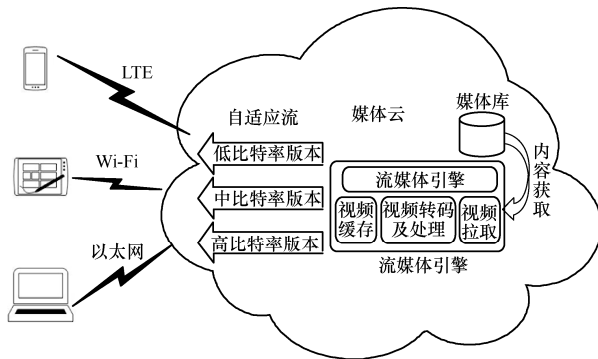 LTE
Wi-Fi
以太网
自适应流
低比特率版本
中比特率版本
高比特率版本
媒体云
媒体库
内容获取
流媒体引擎
视频
缓存
视频转码
及处理
视频
拉取
流媒体引擎